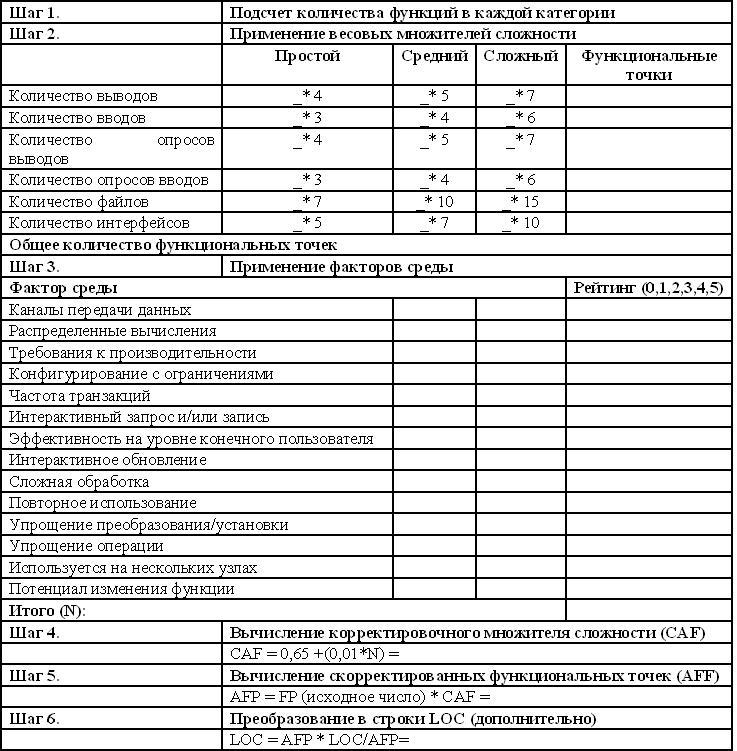 Шаг 1. Подсчет количества функций в каждой категории
Шаг 2. Применение весовых множителей сложности
Простой Средний Сложный Функциональные
точки
Количество выводов _* 4 _* 5 _* 7
Количество вводов _* 3 _* 4 _* 6
Количество опросов _* 4 _* 5 _* 7
выводов
Количество опросов вводов _* 3 _* 4 _* 6
Количество файлов _* 7 _* 10 _* 15
Количество интерфейсов _* 5 _* 7 _* 10
Общее количество функциональных точек
Шаг 3. Применение факторов среды
Фактор среды Рейтинг (0,1,2,3,4,5)
Каналы передачи данных
Распределенные вычисления
Требования к производительности
Конфигурирование с ограничениями
Частота транзакций
Интерактивный запрос и/или запись
Эффективность на уровне конечного пользователя
Интерактивное обновление
Сложная обработка
Повторное использование
Упрощение преобразования/установки
Упрощение операции
Используется на нескольких узлах
Потенциал изменения функции
Итого (N):
Шаг 4. Вычисление корректировочного множителя сложности (CAF)
CAF = 0,65 +(0,01*N) =
Шаг 5. Вычисление скорректированных функциональных точек (AFF)
AFP = FP (исходное число) * CAF =
Шаг 6. Преобразование в строки LOC (дополнительно)
LOC = AFP * LOC/AFP=